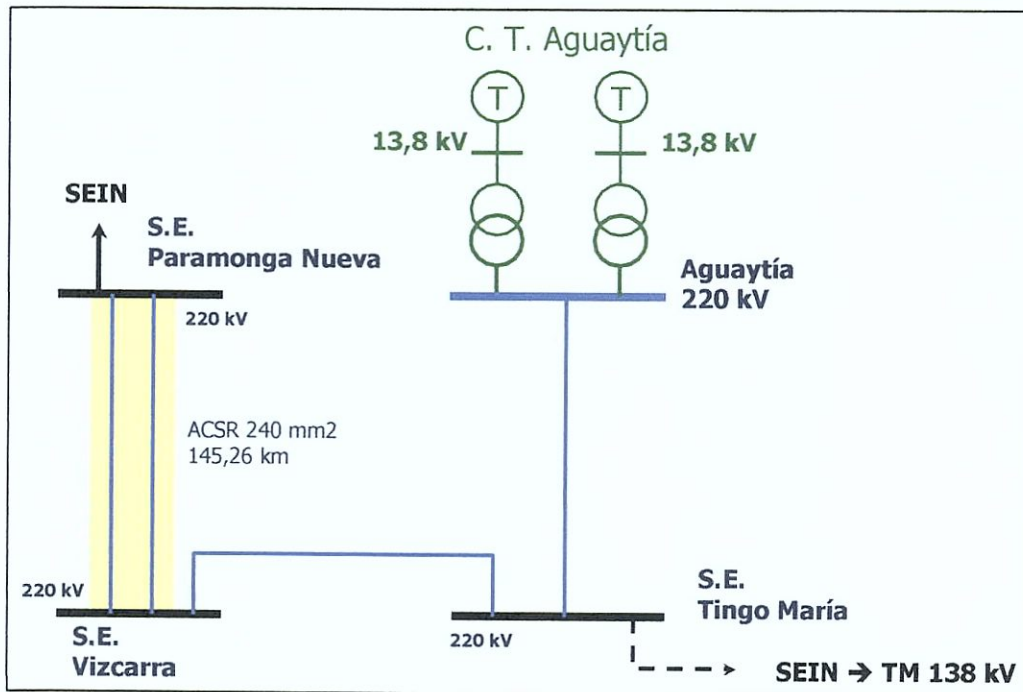 C. T. Aguaytía
T
T
13,8 kV
13,8 kV
SEIN
S.E.
Paramonga Nueva
Aguaytía
220 kV
220 kV
ACSR 240 mm2
145,26 km
220 kV
S.E.
Vizcarra
220 kV
S.E.
Tingo María
SEIN → TM 138 kV